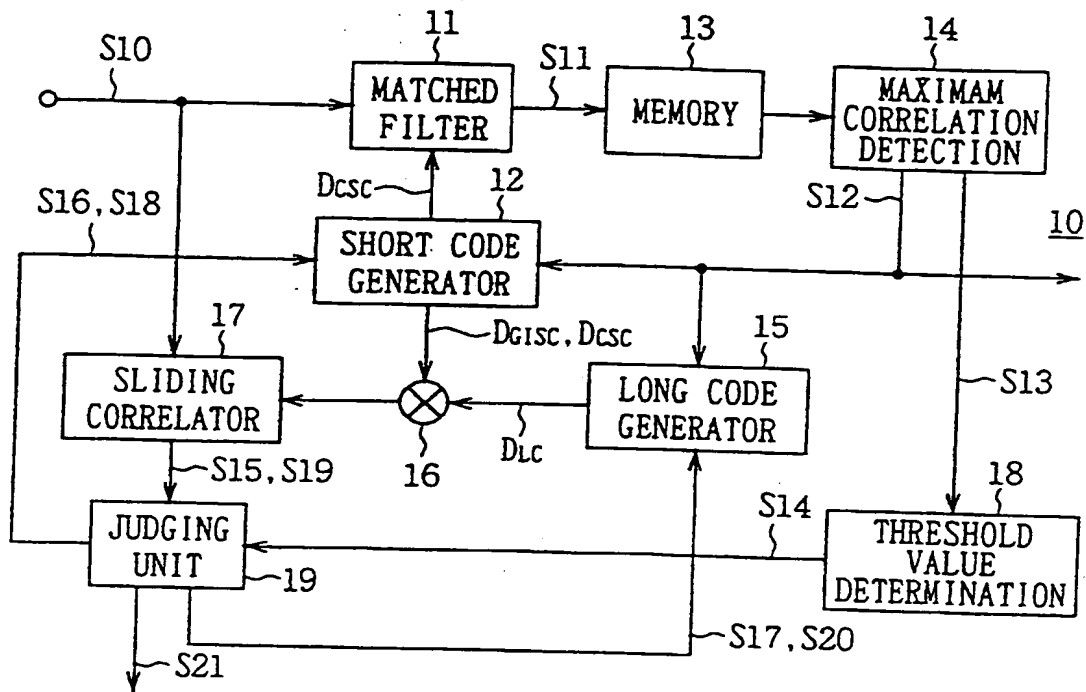 S10
11
MATCHED
FILTER
S11
13
MEMORY
14
MAXIMAM
CORRELATION
DETECTION
DCSC
12
S12
S16, S18
SHORT CODE
GENERATOR
10
17
DGISC, DCSC
15
S13
SLIDING
CORRELATOR
16
DLC
LONG CODE
GENERATOR
S15, S19
S14
18
JUDGING
UNIT
19
THRESHOLD
VALUE
DETERMINATION
S17, S20
S21